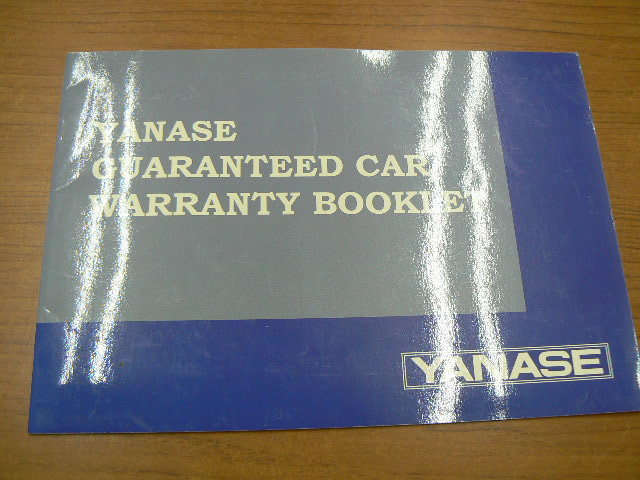 YANASE
GUARANTEED CAR
WARRANTY BOOKLET
YANASE